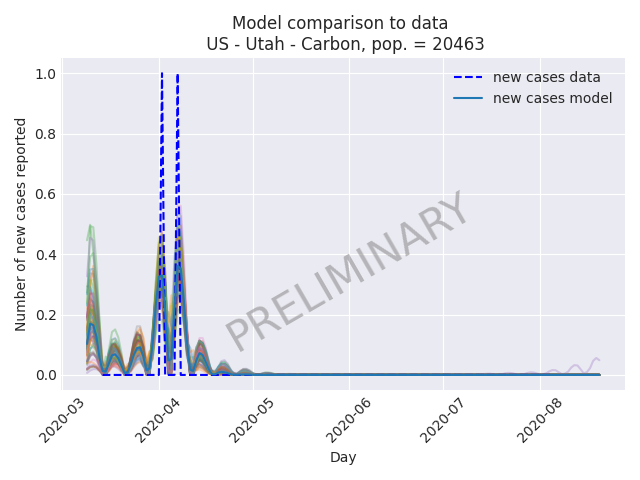 Model comparison to data
US - Utah - Carbon, pop. = 20463
new cases data
new cases model
Number of new cases reported
1.0
0.8
0.6
0.4
0.2
0.0
PRELIMINARY
2020-03
2020-04
2020-05
2020-06
2020-07
2020-08
Day